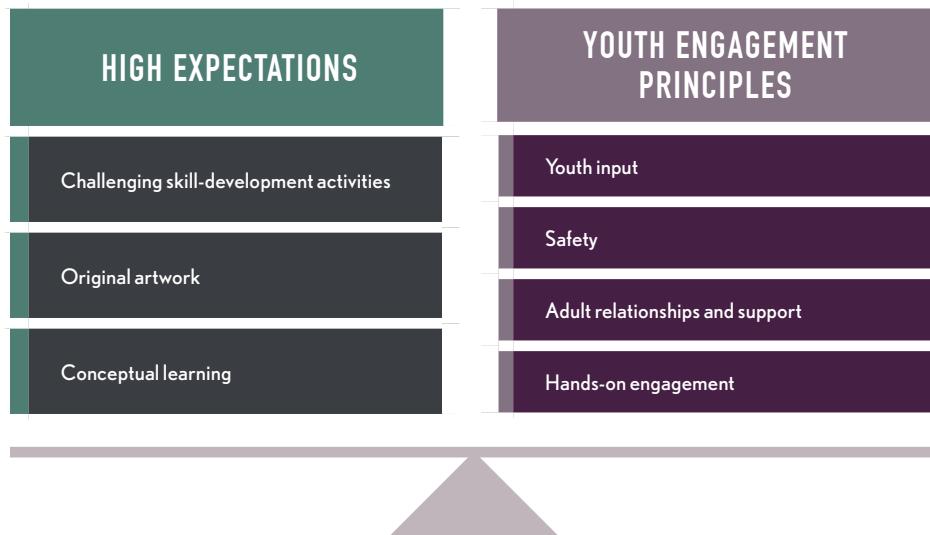 HIGH EXPECTATIONS
Challenging skill-development activities
Original artwork
Conceptual learning
YOUTH ENGAGEMENT
PRINCIPLES
Youth input
Safety
Adult relationships and support
Hands-on engagement